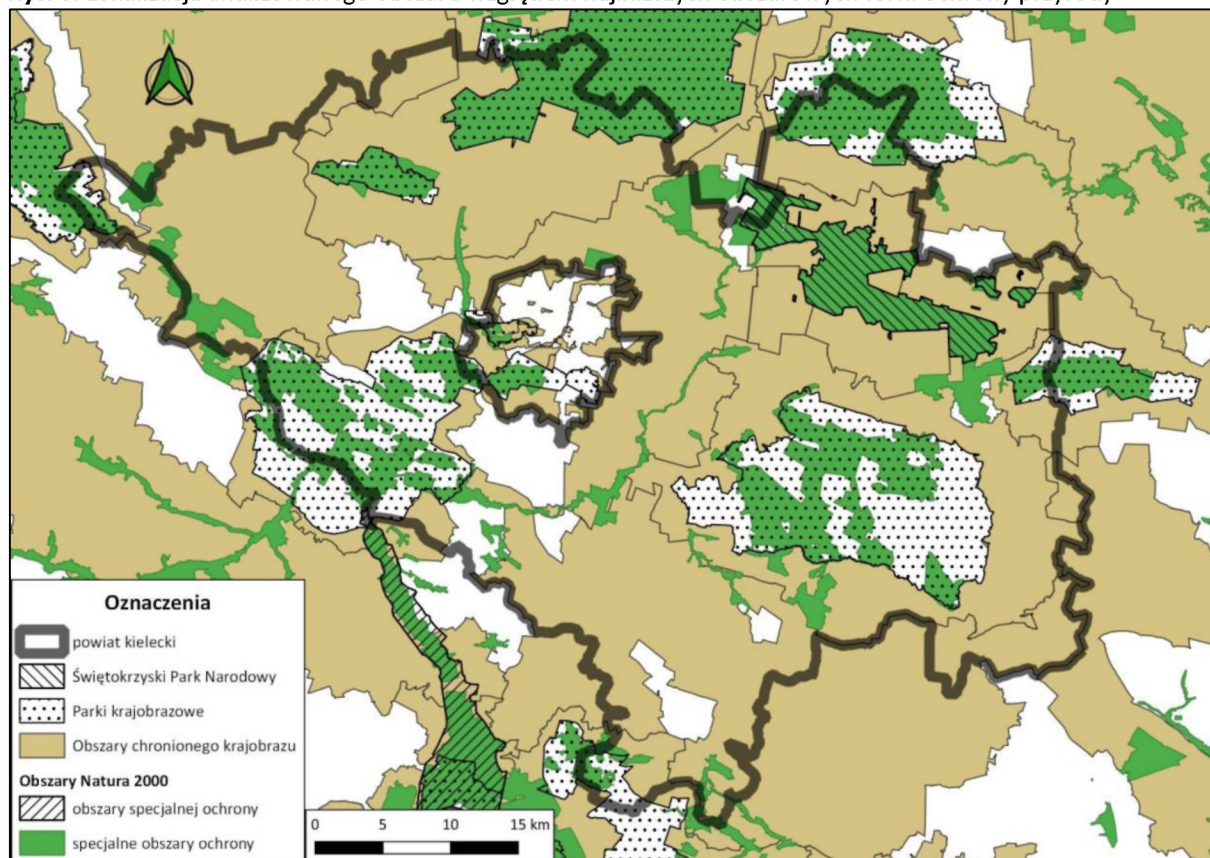 N
Oznaczenia
powiat kielecki
Świętokrzyski Park Narodowy
Parki krajobrazowe
Obszary chronionego krajobrazu
Obszary Natura 2000
obszary specjalnej ochrony
specjalne obszary ochrony
0 5 10 15 km